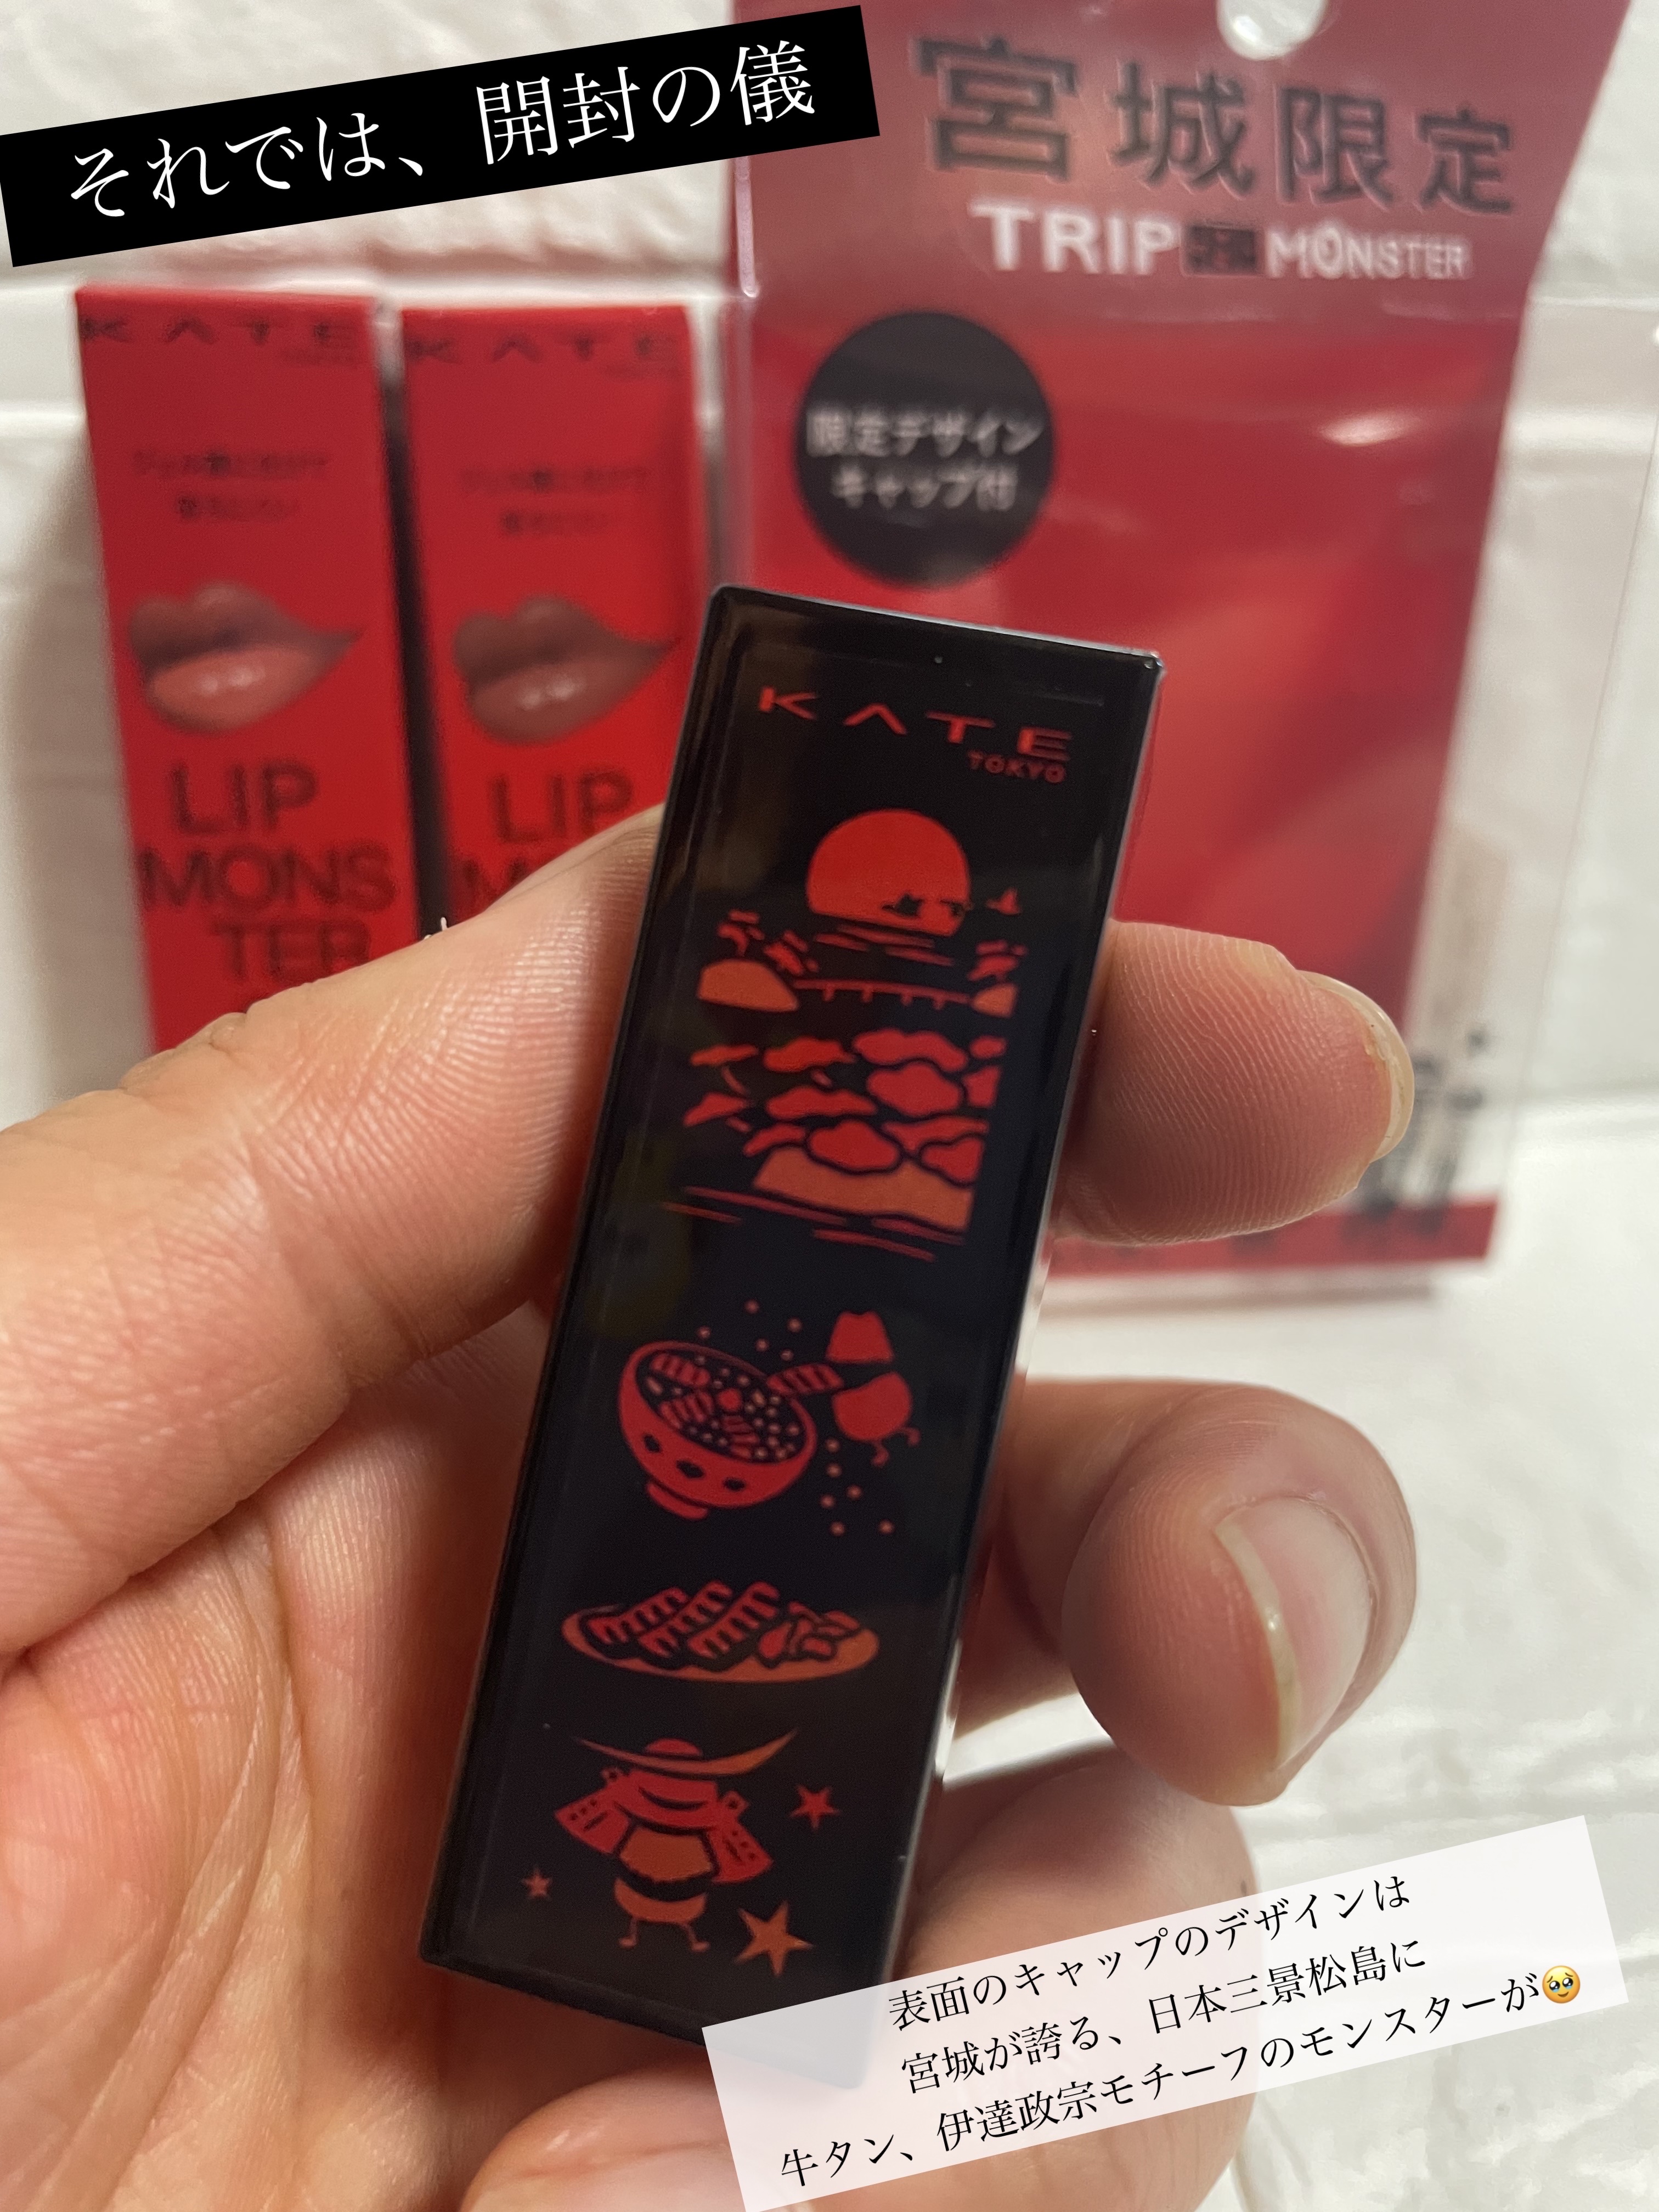 それでは、開封の儀
宮城限定
TRIP MONSTER
限定デザイン
キャップ付
KATE
KATE
LIP
MONS
TER
LIP
KATE
TOKYO
表面のキャップのデザインは
宮城が誇る、日本三景松島に
牛タン、伊達政宗モチーフのモンスターが🥹